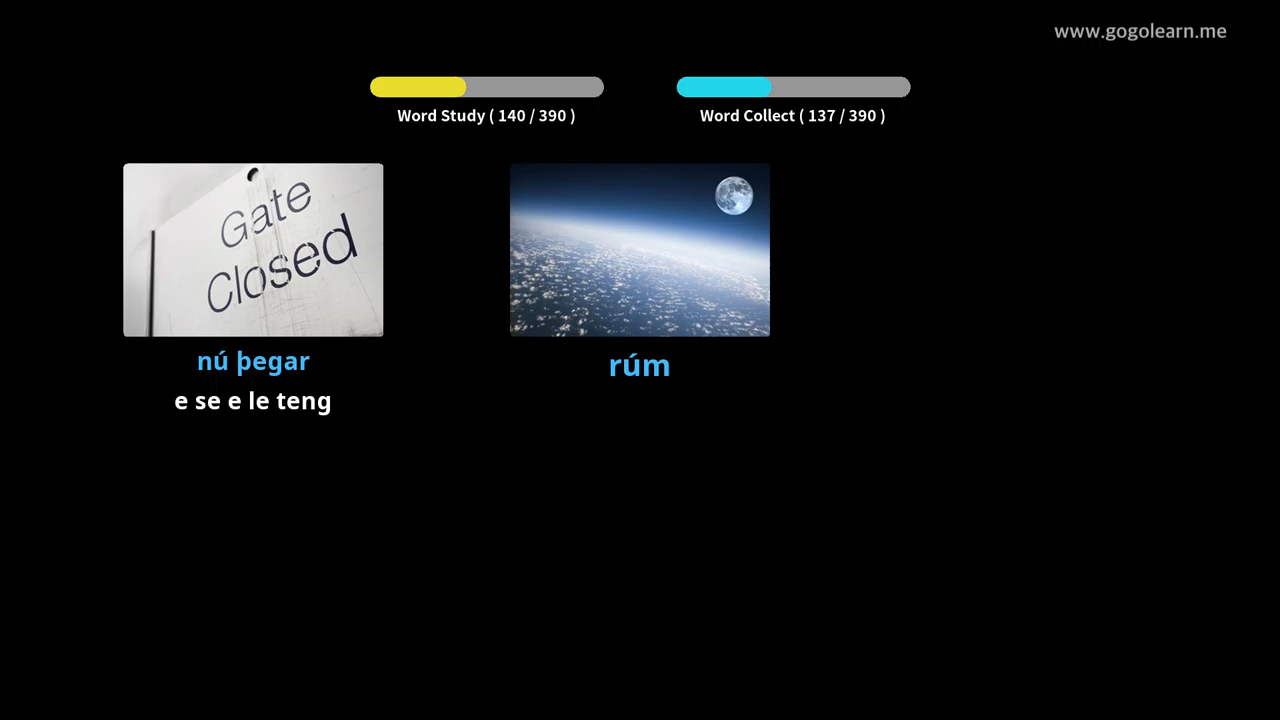 www.gogolearn.me
Word Study ( 140 / 390 )
Word Collect ( 137 / 390 )
Gate
Closed
nú þegar
e se e le teng
rúm